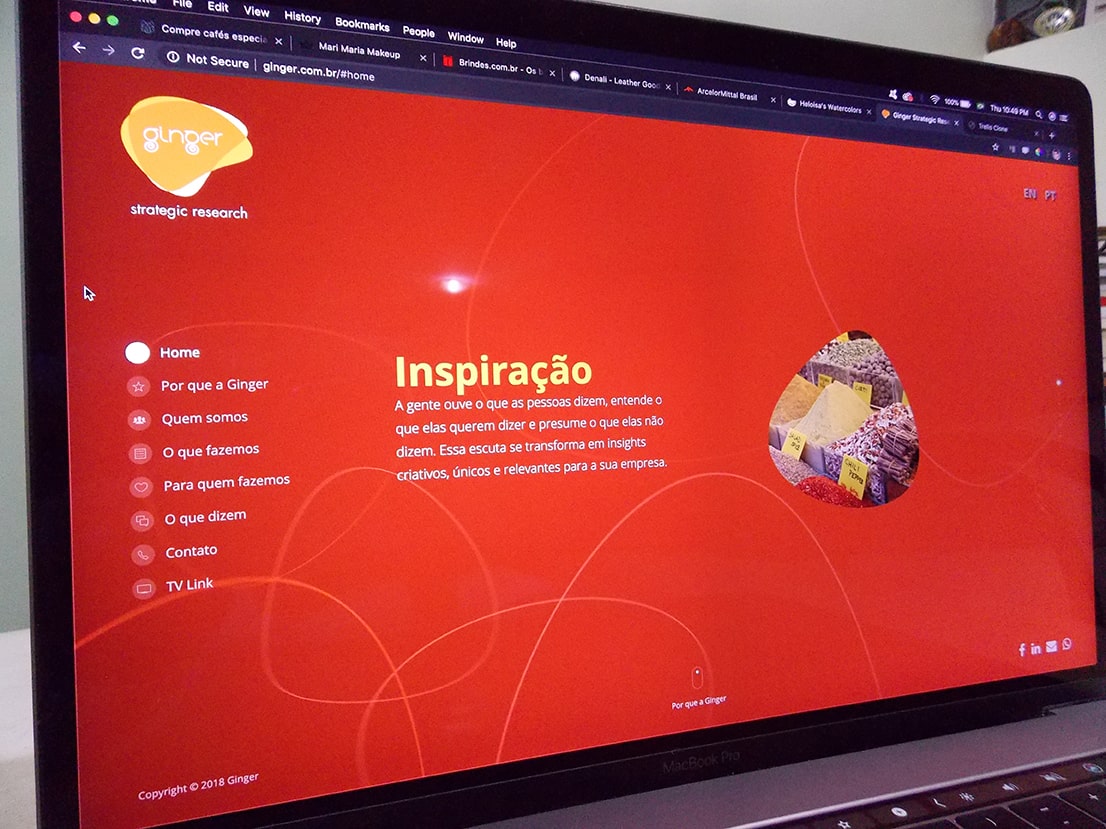 File Edit View History Bookmarks People Window Help
100% Thu 10:49 PM
Compre cafés especia
Mari Maria Makeup
Brindes.com.br - Os b
Denali - Leather Goo
ArcelorMittal Brasil
Heloisa's Watercolors
Ginger Strategic Res
Trello Clone
Not Secure | ginger.com.br/#home
ginger
strategic research
EN PT
Home
Por que a Ginger
Quem somos
O que fazemos
Para quem fazemos
O que dizem
Contato
TV Link
Inspiração
A gente ouve o que as pessoas dizem, entende o
que elas querem dizer e presume o que elas não
dizem. Essa escuta se transforma em insights
criativos, únicos e relevantes para a sua empresa.
CHILI
Por que a Ginger
f in
Copyright © 2018 Ginger
MacBook Pro